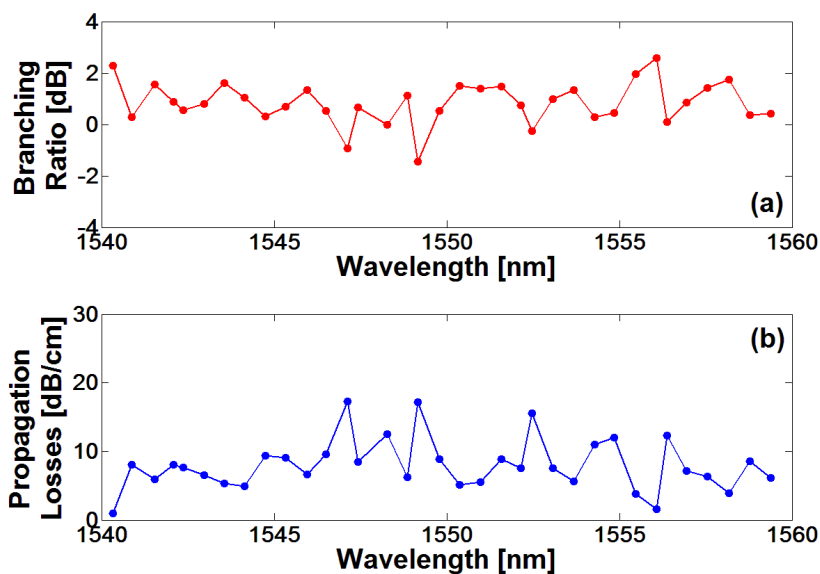 4
2
0
-2
-4
Branching
Ratio [dB]
(a)
1540
1545
1550
1555
1560
Wavelength [nm]
30
20
10
0
Propagation
Losses [dB/cm]
(b)
1540
1545
1550
1555
1560
Wavelength [nm]